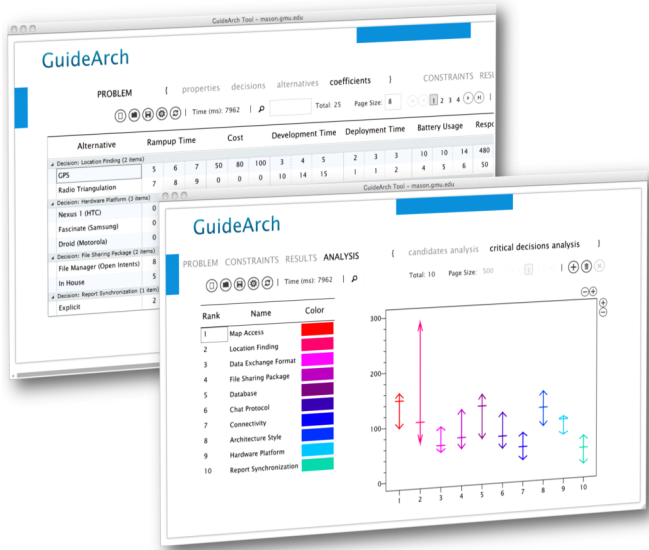 GuideArch Tool - mason.gmu.edu
GuideArch
PROBLEM { properties decisions alternatives coefficients } CONSTRAINTS
Time (ms): 7962 Total: 25 Page Size: 8 1 2 3 4
Alternative Rampup Time Cost Development Time Deployment Time Battery Usage
Decision: Location Finding (2 items)
GPS 5 6 7 50 80 100 3 4 5 2 3 3 10 10 14 480
Radio Triangulation 7 8 9 0 0 0 10 14 15 1 1 2 4 5 6 50
Decision: Hardware Platform (3 items)
Nexus 1 (HTC) 0
Fascinate (Samsung) 0
Droid (Motorola) 0
Decision: File Sharing Package (2 items)
File Manager (Open Intents) 8
In House 5
Decision: Report Synchronization (1 item)
Explicit 2
GuideArch Tool - mason.gmu.edu
GuideArch
PROBLEM CONSTRAINTS RESULTS ANALYSIS { candidates analysis critical decisions analysis }
Time (ms): 7962 Total: 10 Page Size: 500
Rank Name Color
1 Map Access
2 Location Finding
3 Data Exchange Format
4 File Sharing Package
5 Database
6 Chat Protocol
7 Connectivity
8 Architecture Style
9 Hardware Platform
10 Report Synchronization
300
200
100
0
1 2 3 4 5 6 7 8 9 10